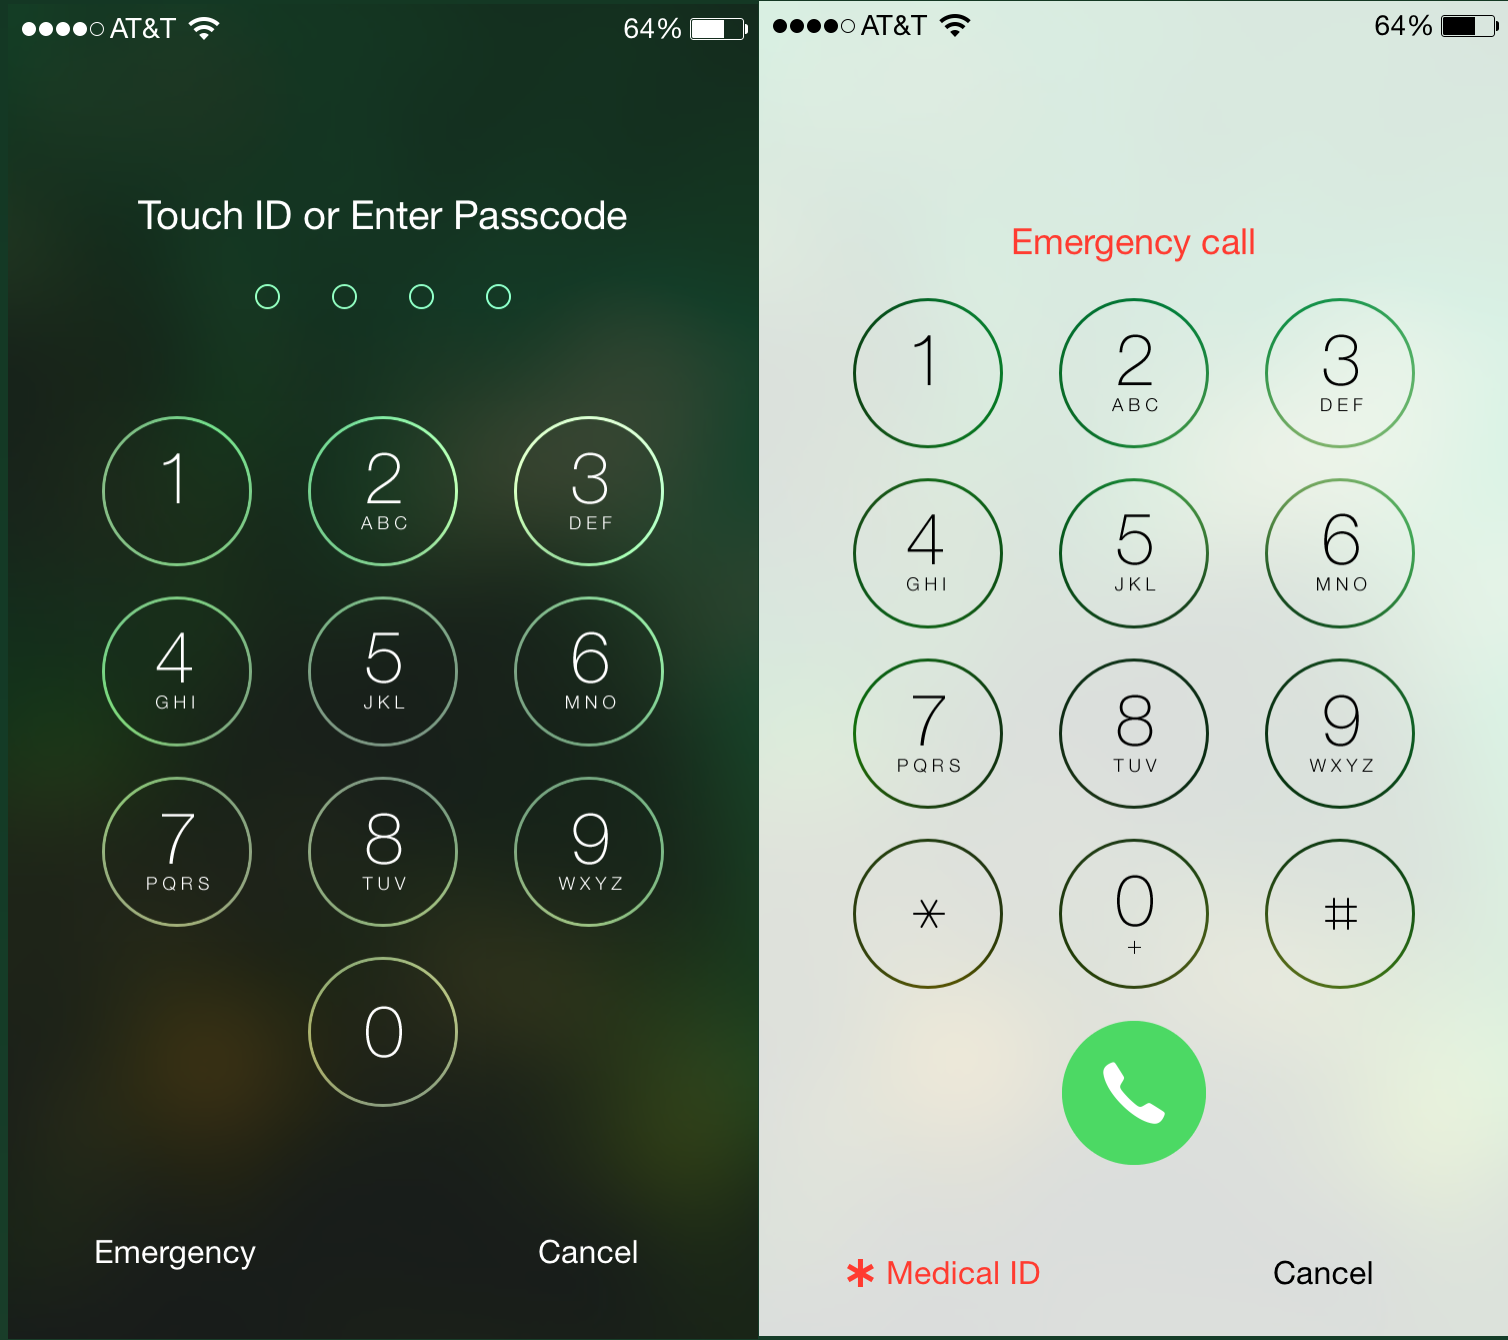 AT&T 64%
Touch ID or Enter Passcode
1 2 3
ABC DEF
4 5 6
GHI JKL MNO
7 8 9
PQRS TUV WXYZ
0
Emergency Cancel
AT&T 64%
Emergency call
1 2 3
ABC DEF
4 5 6
GHI JKL MNO
7 8 9
PQRS TUV WXYZ
* 0 #
+
* Medical ID Cancel